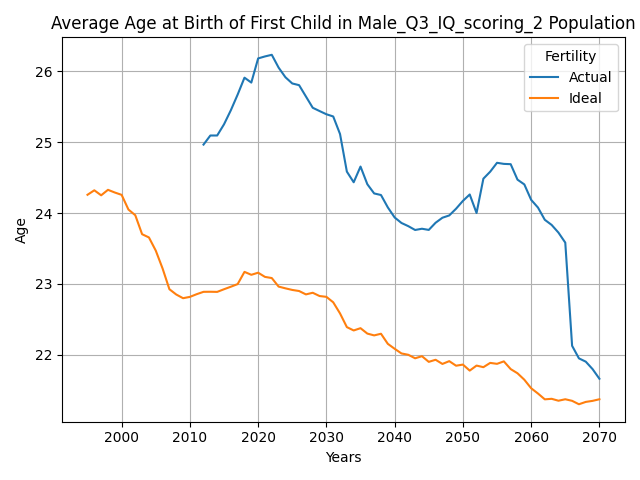 Average Age at Birth of First Child in Male_Q3_IQ_scoring_2 Population
Fertility
Actual
Ideal
26
25
24
23
22
Age
2000
2010
2020
2030
2040
2050
2060
2070
Years